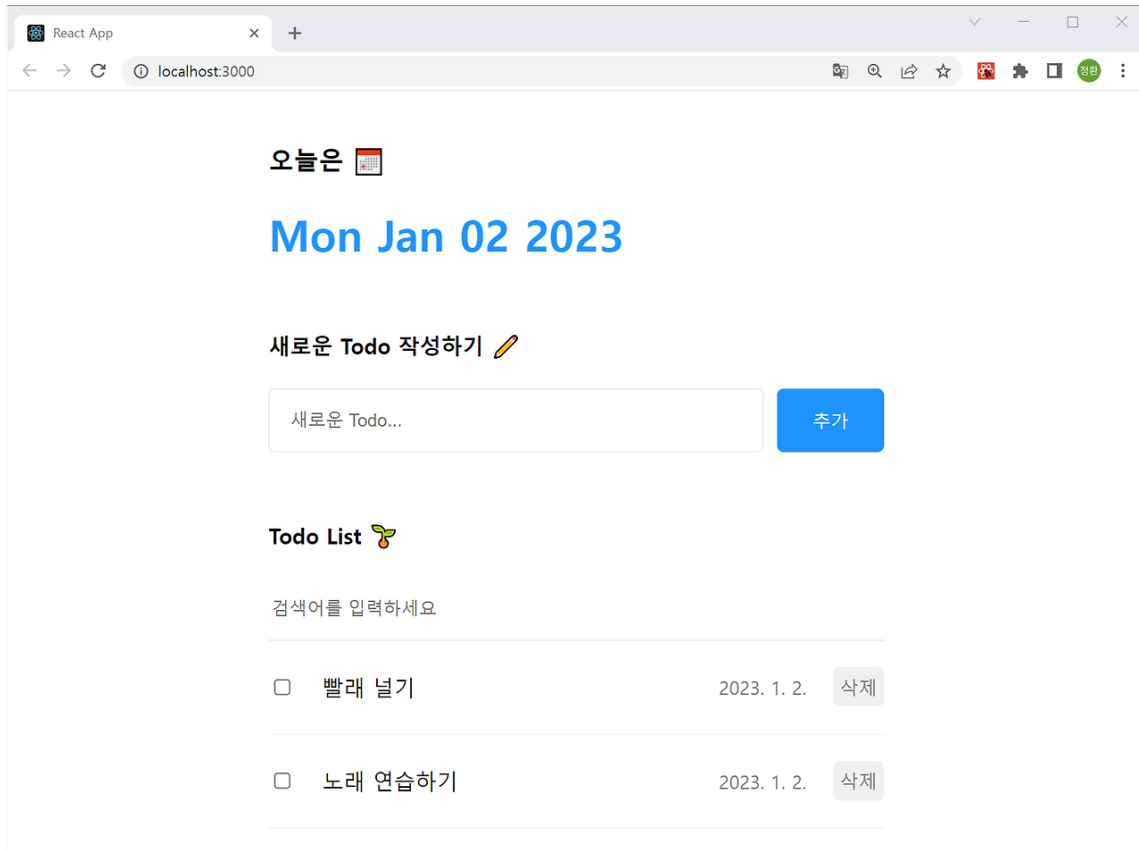 React App
localhost:3000
정환
오늘은
Mon Jan 02 2023
새로운 Todo 작성하기
새로운 Todo...
추가
Todo List
검색어를 입력하세요
빨래 널기 2023. 1. 2. 삭제
노래 연습하기 2023. 1. 2. 삭제